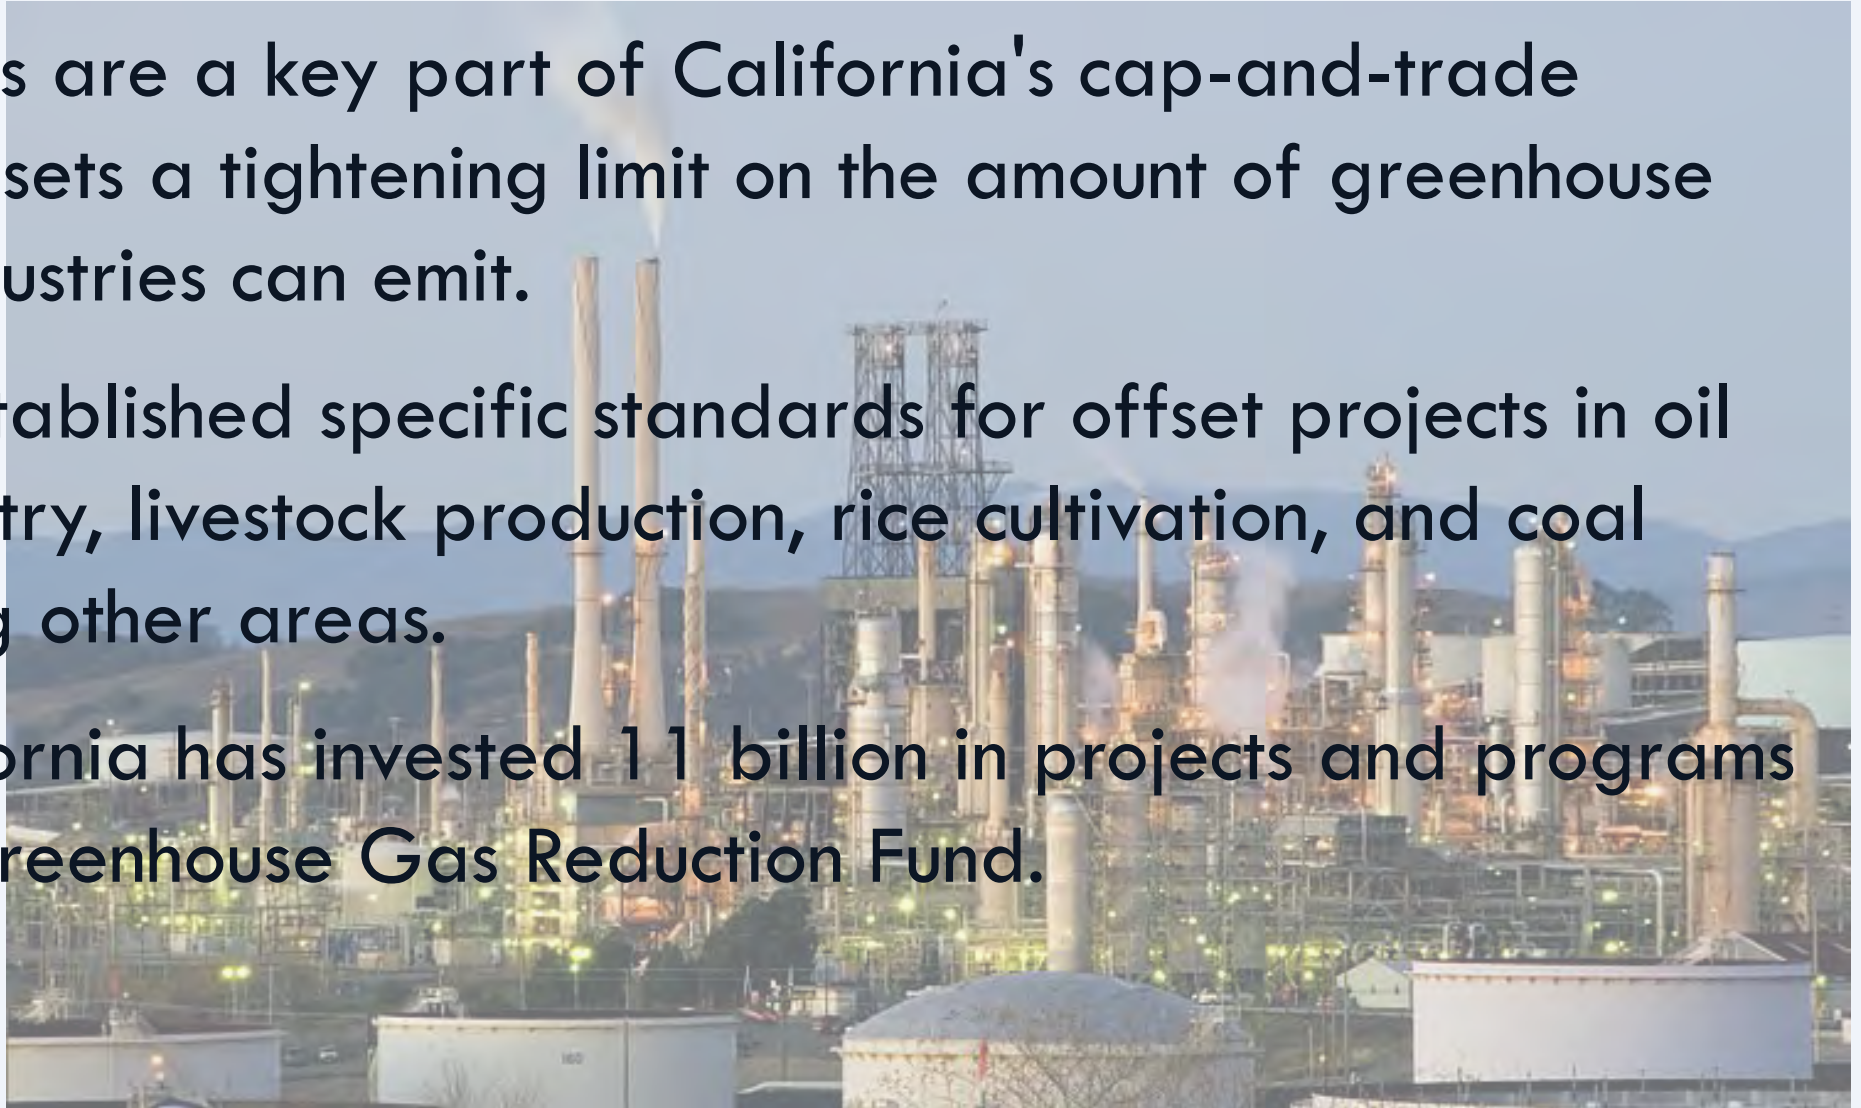 s are a key part of California's cap-and-trade
sets a tightening limit on the amount of greenhouse
ustries can emit.
tablished specific standards for offset projects in oil
try, livestock production, rice cultivation, and coal
g other areas.
ornia has invested 11 billion in projects and programs
reenhouse Gas Reduction Fund.
160